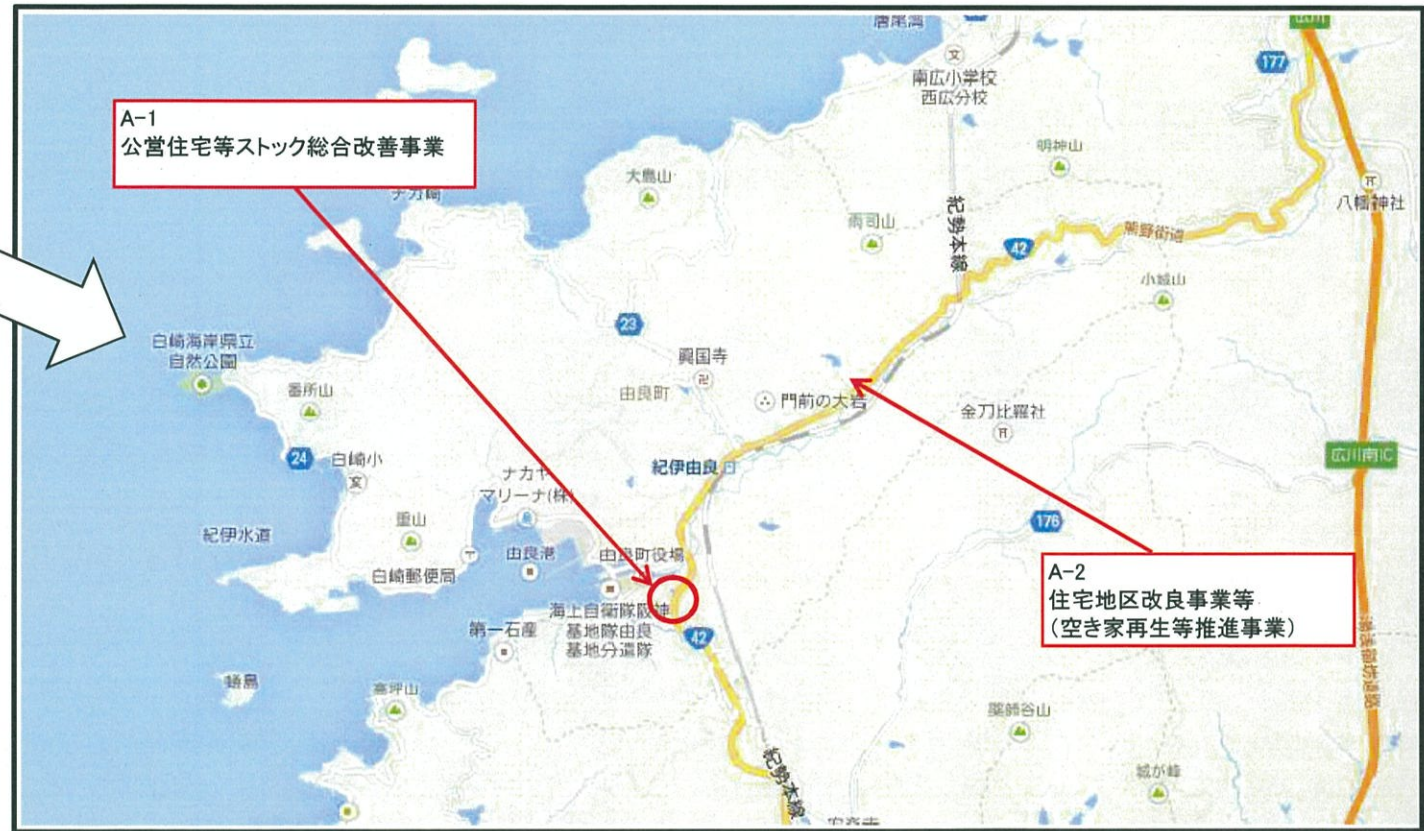 唐尾湾
広川
177
南広小学校
西広分校
A-1
公営住宅等ストック総合改善事業
明神山
大島山
八幡神社
雨司山
紀勢本線
熊野街道
42
小城山
白崎海岸県立
自然公園
23
興国寺
由良町
門前の大岩
番所山
金刀比羅社
広川南IC
24
白崎小
紀伊由良
ナカヤ
マリーナ(株)
176
紀伊水道
重山
由良港
由良町役場
白崎郵便局
A-2
住宅地区改良事業等
(空き家再生等推進事業)
海上自衛隊阪神
基地隊由良
基地分遣隊
第一石産
42
蟻島
高坪山
薬師谷山
紀勢本線
城が峰